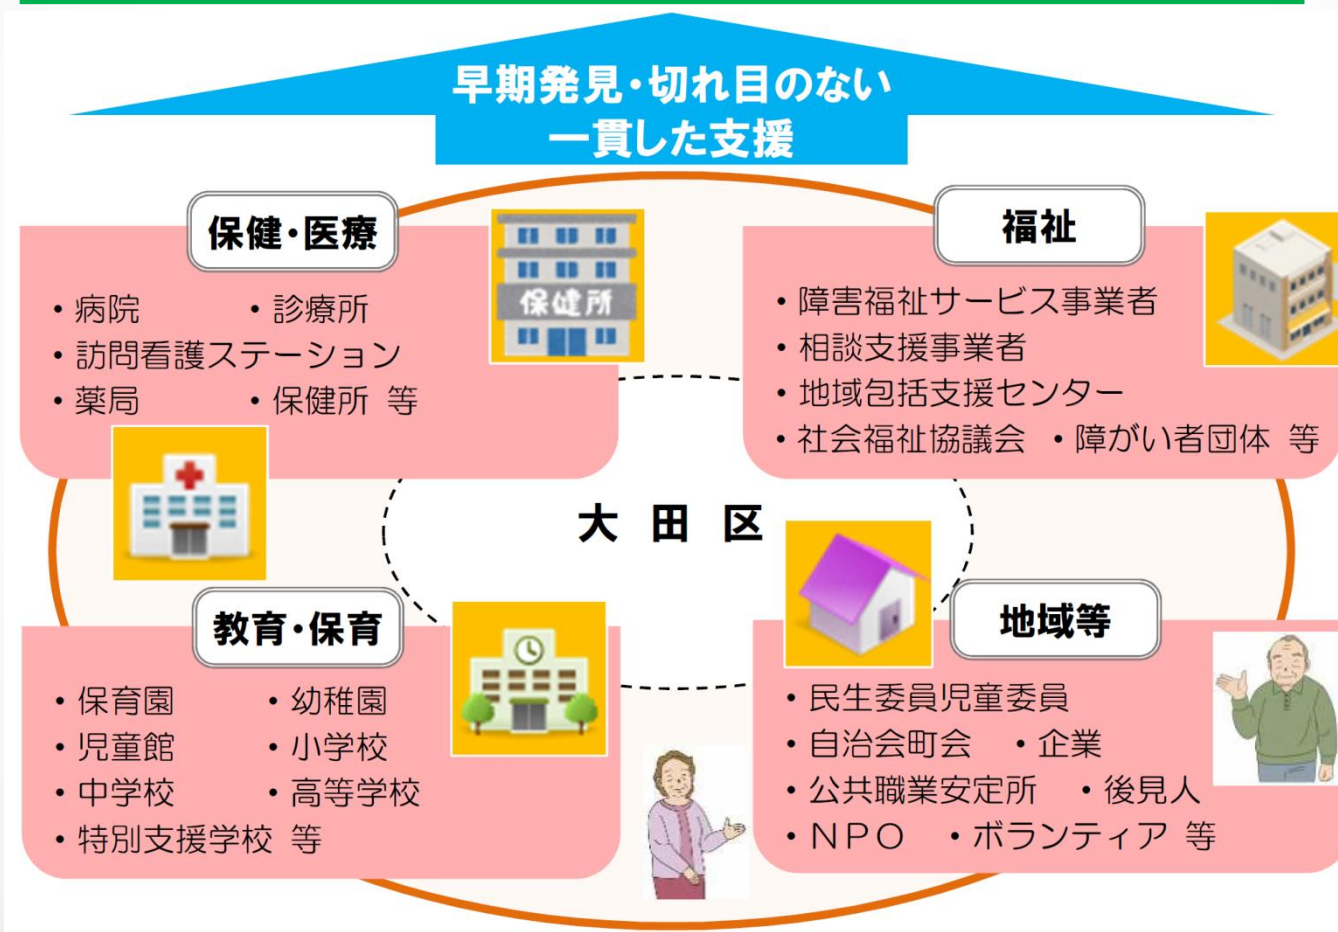 早期発見・切れ目のない
一貫した支援
保健・医療
・病院 ・診療所
・訪問看護ステーション
・薬局 ・保健所 等
保健所
福祉
・障害福祉サービス事業者
・相談支援事業者
・地域包括支援センター
・社会福祉協議会 ・障がい者団体 等
大田区
教育・保育
・保育園 ・幼稚園
・児童館 ・小学校
・中学校 ・高等学校
・特別支援学校 等
地域等
・民生委員児童委員
・自治会町会 ・企業
・公共職業安定所 ・後見人
・ＮＰＯ ・ボランティア 等